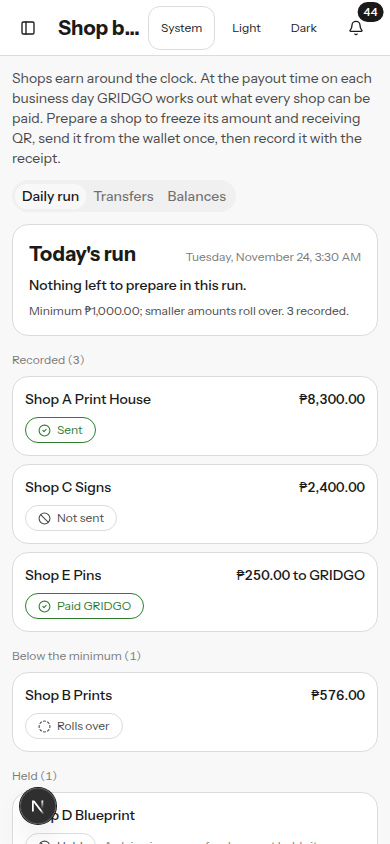 Shop b...
System
Light
Dark
44
Shops earn around the clock. At the payout time on each
business day GRIDGO works out what every shop can be
paid. Prepare a shop to freeze its amount and receiving
QR, send it from the wallet once, then record it with the
receipt.
Daily run
Transfers
Balances
Today's run
Tuesday, November 24, 3:30 AM
Nothing left to prepare in this run.
Minimum ₱1,000.00; smaller amounts roll over. 3 recorded.
Recorded (3)
Shop A Print House
₱8,300.00
Sent
Shop C Signs
₱2,400.00
Not sent
Shop E Pins
₱250.00 to GRIDGO
Paid GRIDGO
Below the minimum (1)
Shop B Prints
₱576.00
Rolls over
Held (1)
N
p D Blueprint